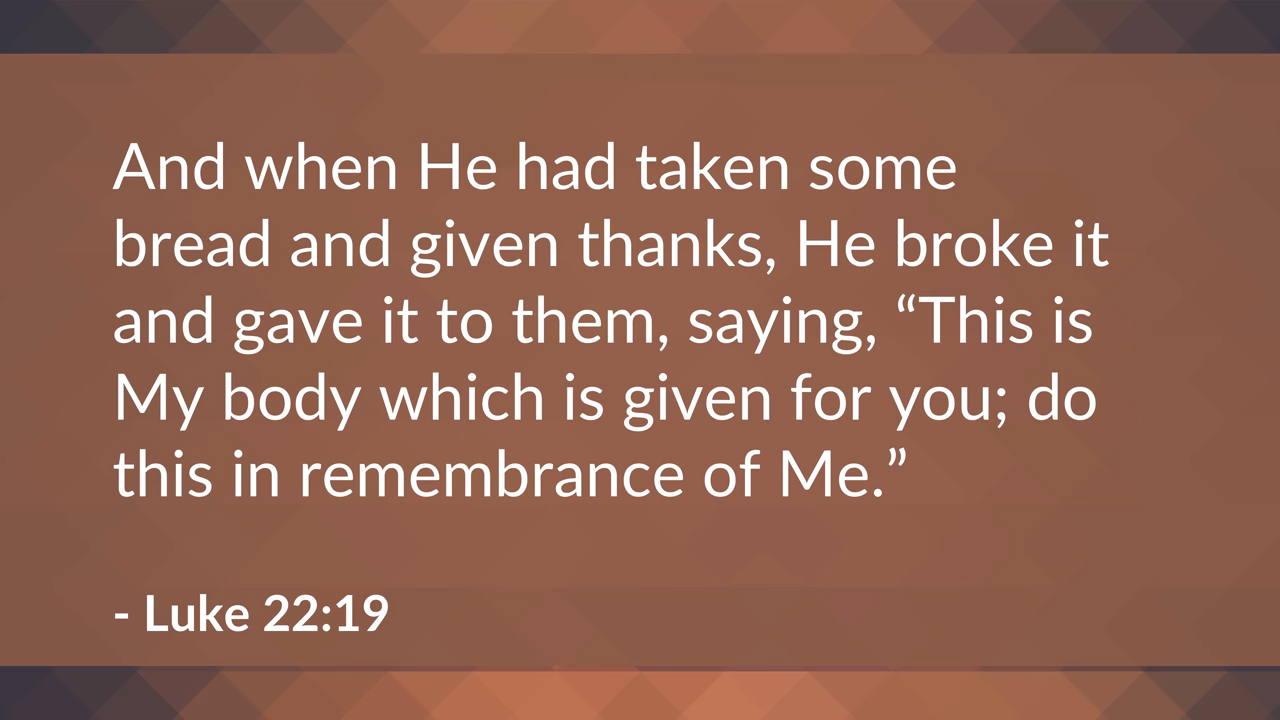 And when He had taken some
bread and given thanks, He broke it
and gave it to them, saying, “This is
My body which is given for you; do
this in remembrance of Me.”
- Luke 22:19